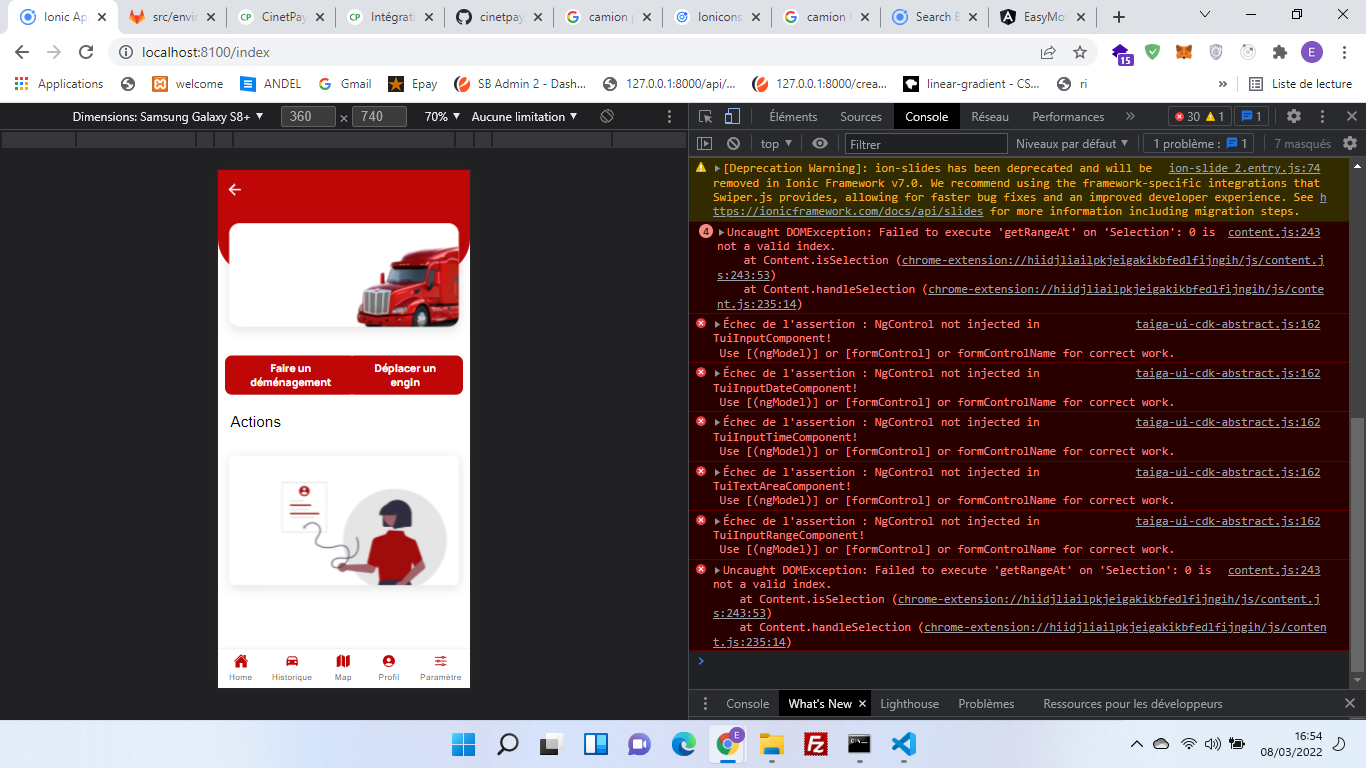 Ionic Ap
src/envir
CinetPay
Intégrati
cinetpay
camion p
Ionicons
camion l
Search E
EasyMov
localhost:8100/index
E
15
Applications
welcome
ANDEL
Gmail
Epay
SB Admin 2 - Dash...
127.0.0.1:8000/api/...
127.0.0.1:8000/crea...
linear-gradient - CS...
ri
»
Liste de lecture
Dimensions: Samsung Galaxy S8+ ▼
360
×
740
70% ▼
Aucune limitation ▼
Éléments
Sources
Console
Réseau
Performances
»
30
1
1
top ▼
Filtrer
Niveaux par défaut ▼
1 problème :
1
7 masqués
[Deprecation Warning]: ion-slides has been deprecated and will be
ion-slide 2.entry.js:74
removed in Ionic Framework v7.0. We recommend using the framework-specific integrations that
Swiper.js provides, allowing for faster bug fixes and an improved developer experience. See h
ttps://ionicframework.com/docs/api/slides for more information including migration steps.
4
Uncaught DOMException: Failed to execute 'getRangeAt' on 'Selection': 0 is
content.js:243
not a valid index.
at Content.isSelection (chrome-extension://hiidjliailpkjeigakikbfedlfijngih/js/content.j
s:243:53)
at Content.handleSelection (chrome-extension://hiidjliailpkjeigakikbfedlfijngih/js/conte
nt.js:235:14)
Échec de l'assertion : NgControl not injected in
taiga-ui-cdk-abstract.js:162
TuiInputComponent!
Use [(ngModel)] or [formControl] or formControlName for correct work.
Échec de l'assertion : NgControl not injected in
taiga-ui-cdk-abstract.js:162
TuiInputDateComponent!
Use [(ngModel)] or [formControl] or formControlName for correct work.
Échec de l'assertion : NgControl not injected in
taiga-ui-cdk-abstract.js:162
TuiInputTimeComponent!
Use [(ngModel)] or [formControl] or formControlName for correct work.
Échec de l'assertion : NgControl not injected in
taiga-ui-cdk-abstract.js:162
TuiTextAreaComponent!
Use [(ngModel)] or [formControl] or formControlName for correct work.
Échec de l'assertion : NgControl not injected in
taiga-ui-cdk-abstract.js:162
TuiInputRangeComponent!
Use [(ngModel)] or [formControl] or formControlName for correct work.
Uncaught DOMException: Failed to execute 'getRangeAt' on 'Selection': 0 is
content.js:243
not a valid index.
at Content.isSelection (chrome-extension://hiidjliailpkjeigakikbfedlfijngih/js/content.j
s:243:53)
at Content.handleSelection (chrome-extension://hiidjliailpkjeigakikbfedlfijngih/js/conten
t.js:235:14)
Faire un
déménagement
Déplacer un
engin
Actions
Home
Historique
Map
Profil
Paramètre
Console
What's New
Lighthouse
Problèmes
Ressources pour les développeurs
E
16:54
08/03/2022